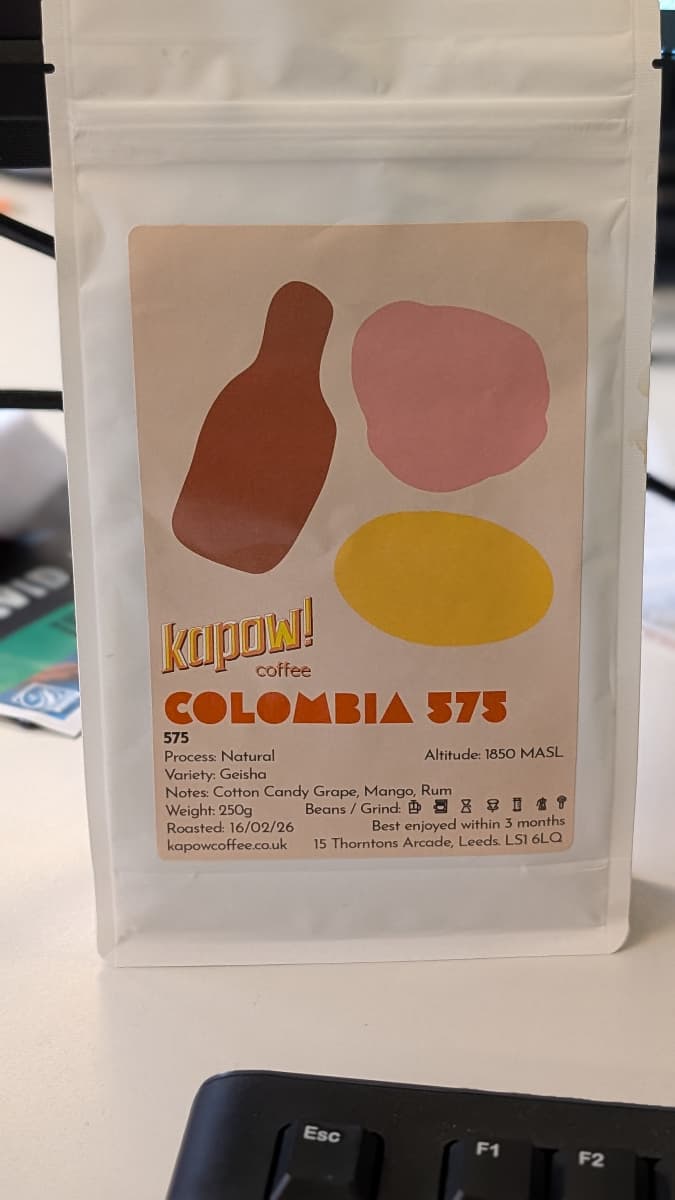 kapow!
coffee
COLOMBIA 575
575
Process: Natural
Altitude: 1850 MASL
Variety: Geisha
Notes: Cotton Candy Grape, Mango, Rum
Weight: 250g
Beans / Grind:
Roasted: 16/02/26
Best enjoyed within 3 months
kapowcoffee.co.uk
15 Thorntons Arcade, Leeds. LS1 6LQ
Esc
F1
F2